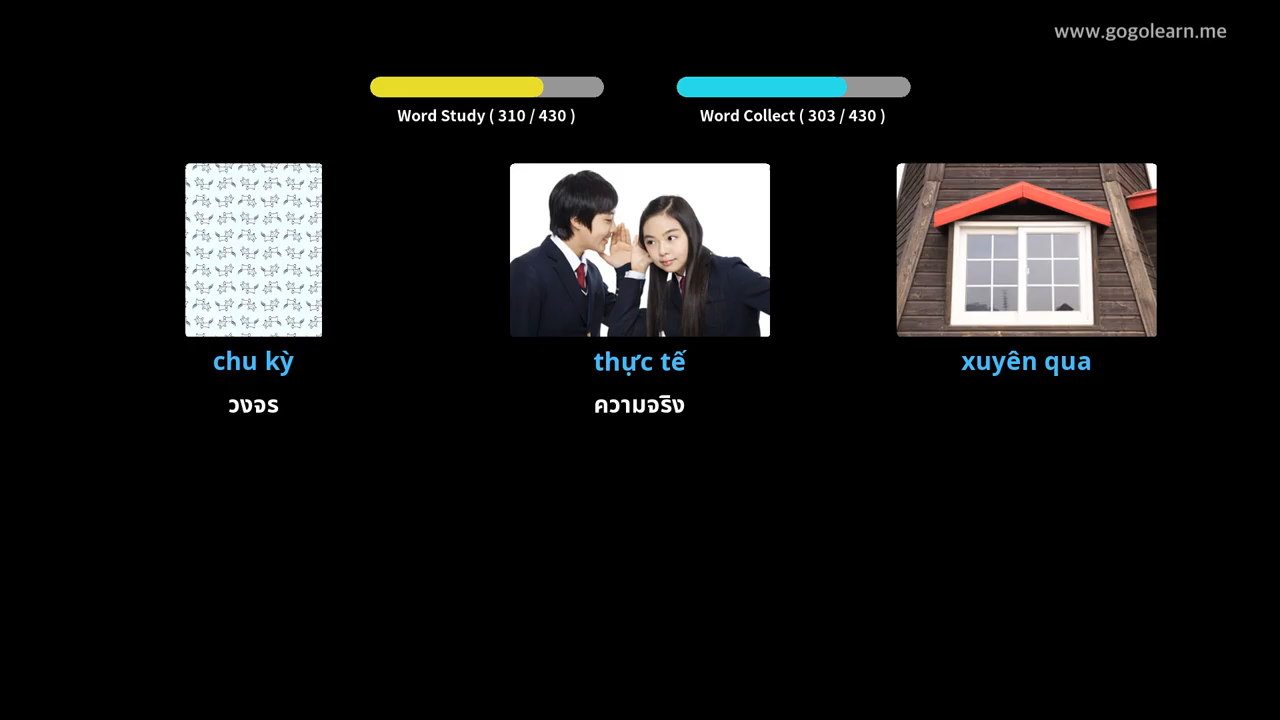 www.gogolearn.me
Word Study ( 310 / 430 )
Word Collect ( 303 / 430 )
chu kỳ
thực tế
xuyên qua
วงจร
ความจริง